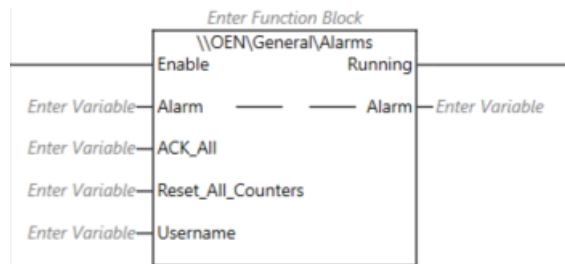 Enter Function Block
\\OEN\General\Alarms
Enable Running
Enter Variable Alarm Alarm Enter Variable
Enter Variable ACK_All
Enter Variable Reset_All_Counters
Enter Variable Username